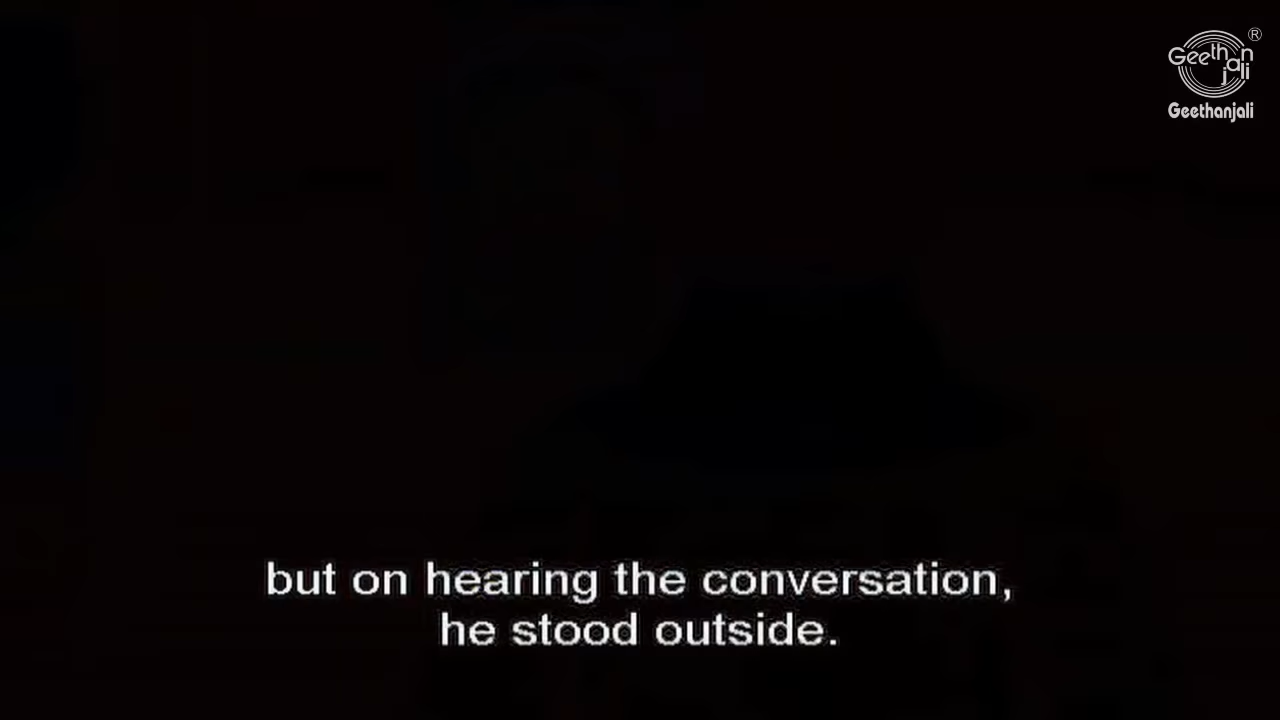 Geethanjali
®
Geethanjali
but on hearing the conversation,
he stood outside.